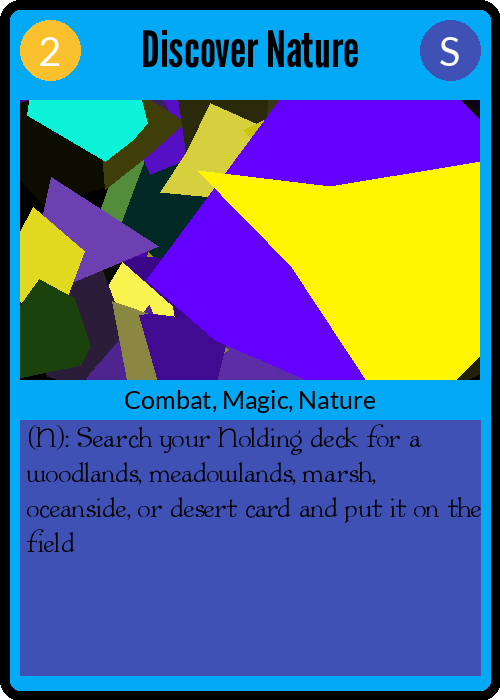 2
Discover Nature
S
Combat, Magic, Nature
(H): Search your Holding deck for a
woodlands, meadowlands, marsh,
oceanside, or desert card and put it on the
field